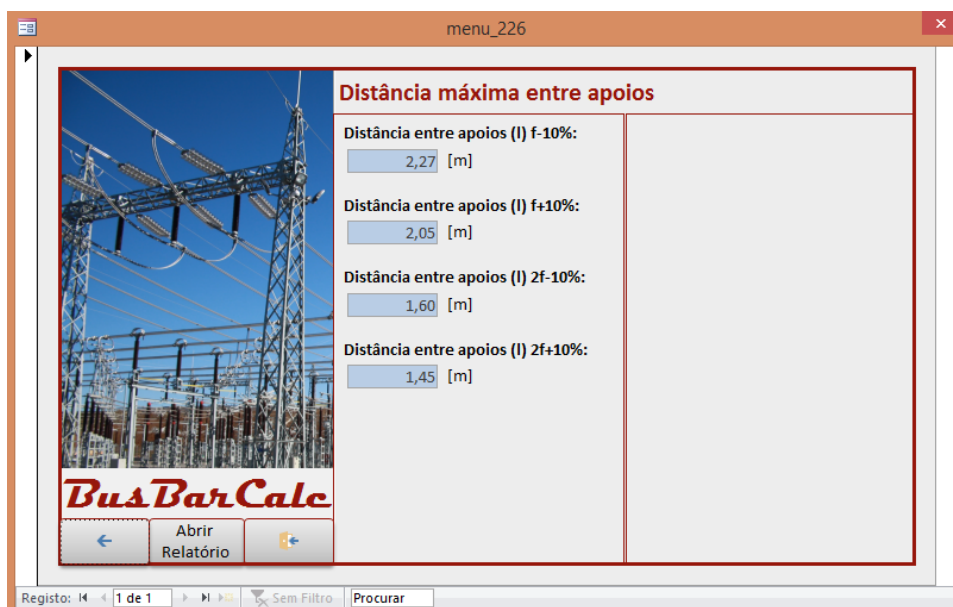 menu_226
Distância máxima entre apoios
Distância entre apoios (l) f-10%:
2,27 [m]
Distância entre apoios (l) f+10%:
2,05 [m]
Distância entre apoios (l) 2f-10%:
1,60 [m]
Distância entre apoios (l) 2f+10%:
1,45 [m]
BusBarCalc
Abrir
Relatório
Registo: 1 de 1 Sem Filtro Procurar